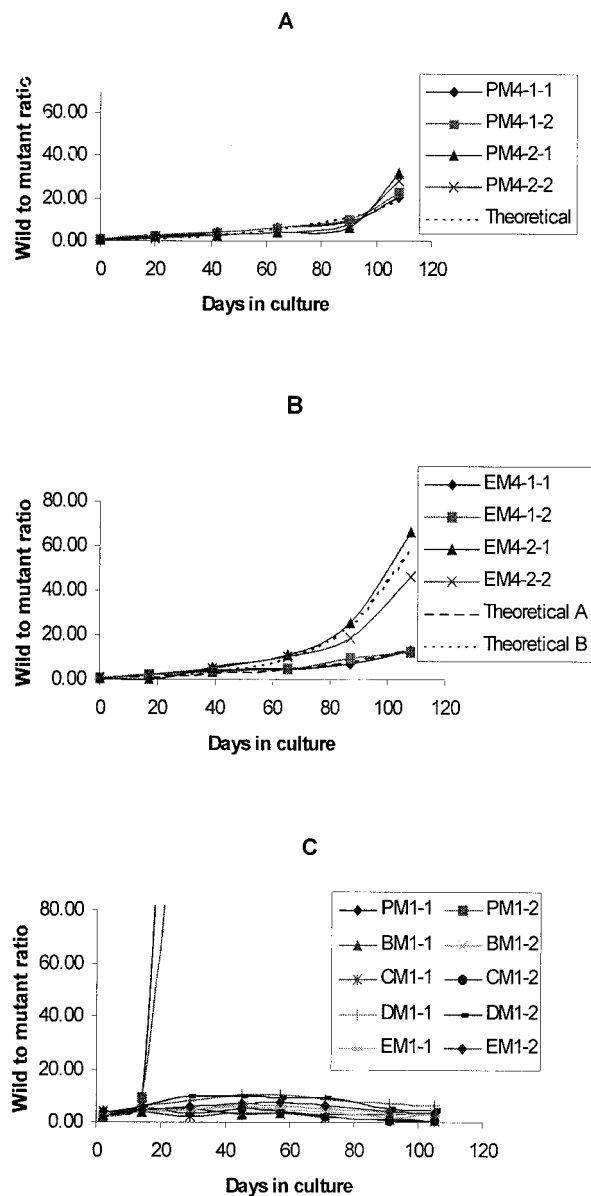 A
Wild to mutant ratio
60.00
40.00
20.00
0.00
0 20 40 60 80 100 120
Days in culture
PM4-1-1
PM4-1-2
PM4-2-1
PM4-2-2
Theoretical
B
Wild to mutant ratio
80.00
60.00
40.00
20.00
0.00
0 20 40 60 80 100 120
Days in culture
EM4-1-1
EM4-1-2
EM4-2-1
EM4-2-2
Theoretical A
Theoretical B
C
Wild to mutant ratio
80.00
60.00
40.00
20.00
0.00
0 20 40 60 80 100 120
Days in culture
PM1-1 PM1-2
BM1-1 BM1-2
CM1-1 CM1-2
DM1-1 DM1-2
EM1-1 EM1-2